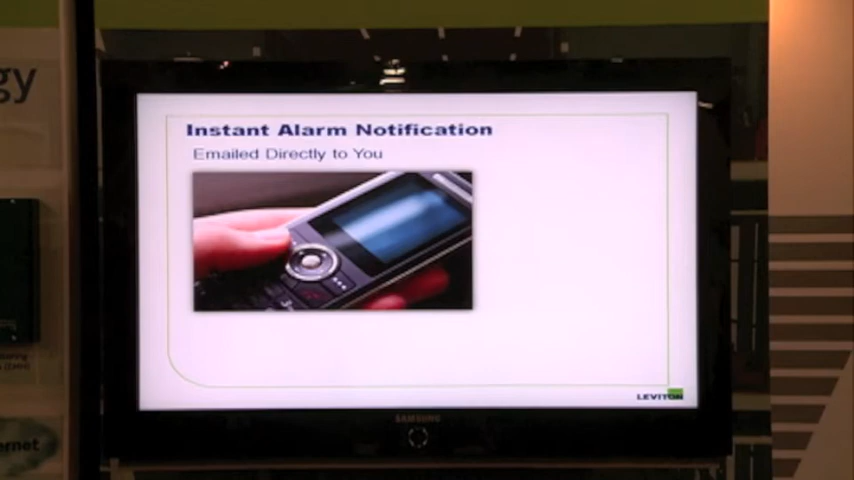 gy
Instant Alarm Notification
Emailed Directly to You
LEVITON
SAMSUNG
ernet